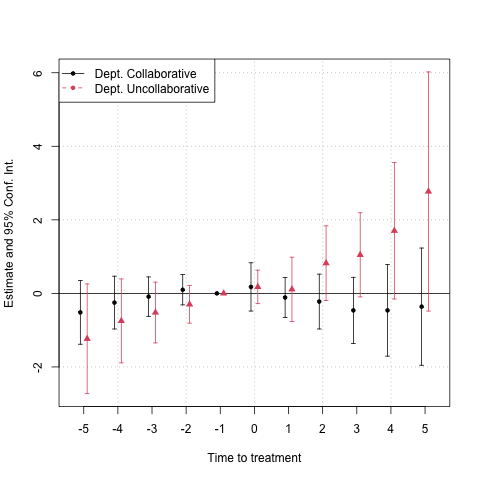 Dept. Collaborative
Dept. Uncollaborative
Estimate and 95% Conf. Int.
6
4
2
0
-2
-5 -4 -3 -2 -1 0 1 2 3 4 5
Time to treatment